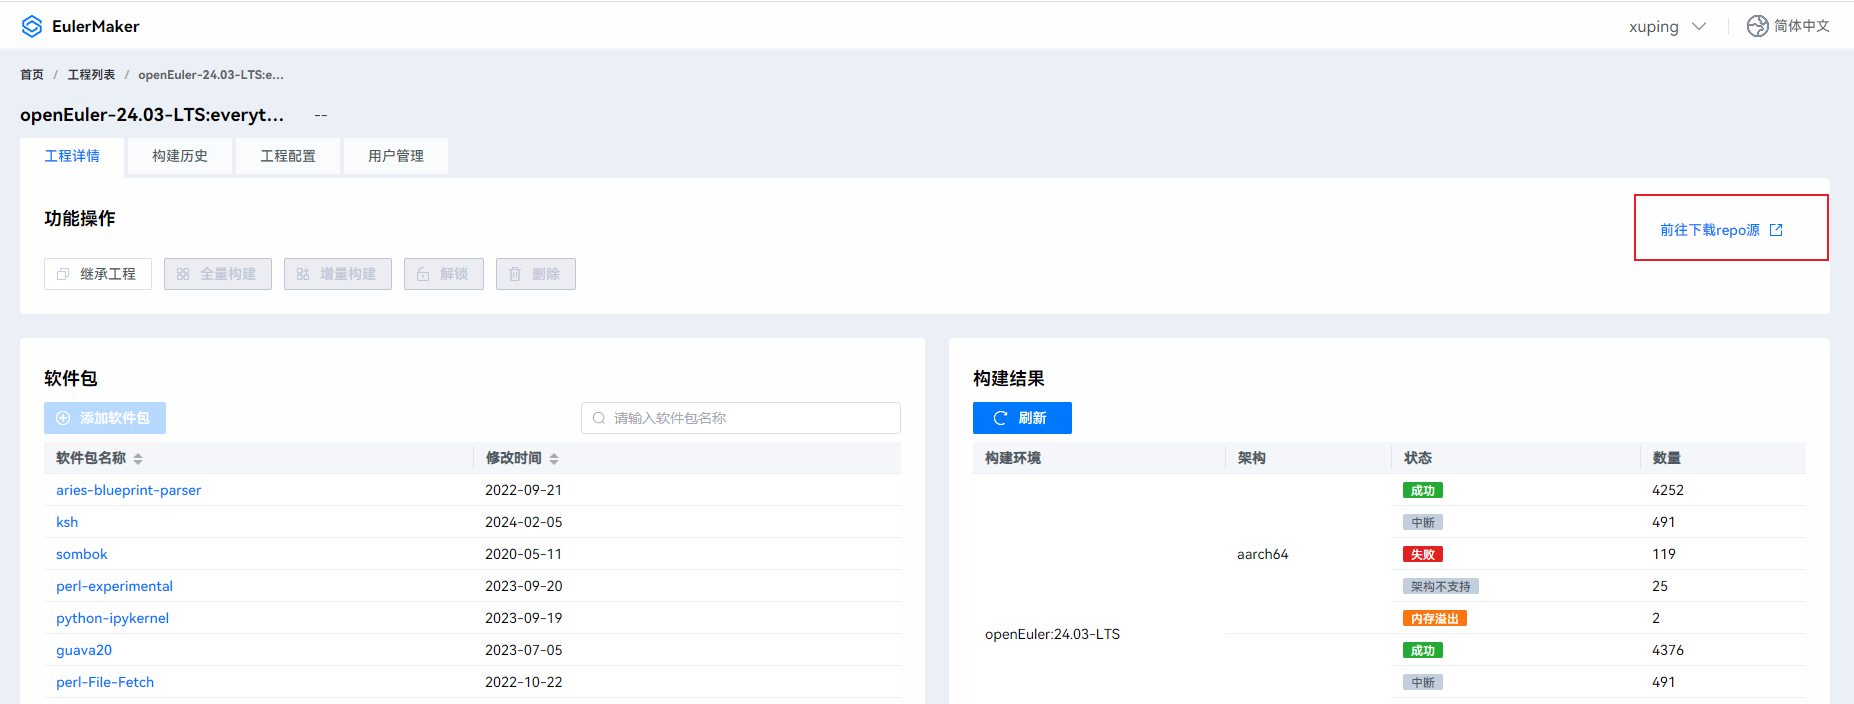 EulerMaker
xuping
简体中文
首页 / 工程列表 / openEuler-24.03-LTS:e...
openEuler-24.03-LTS:everyt... --
工程详情 构建历史 工程配置 用户管理
功能操作
前往下载repo源
继承工程 全量构建 增量构建 解锁 删除
软件包
添加软件包
请输入软件包名称
软件包名称 修改时间
aries-blueprint-parser 2022-09-21
ksh 2024-02-05
sombok 2020-05-11
perl-experimental 2023-09-20
python-ipykernel 2023-09-19
guava20 2023-07-05
perl-File-Fetch 2022-10-22
构建结果
刷新
构建环境 架构 状态 数量
openEuler:24.03-LTS
aarch64
成功 4252
中断 491
失败 119
架构不支持 25
内存溢出 2
成功 4376
中断 491